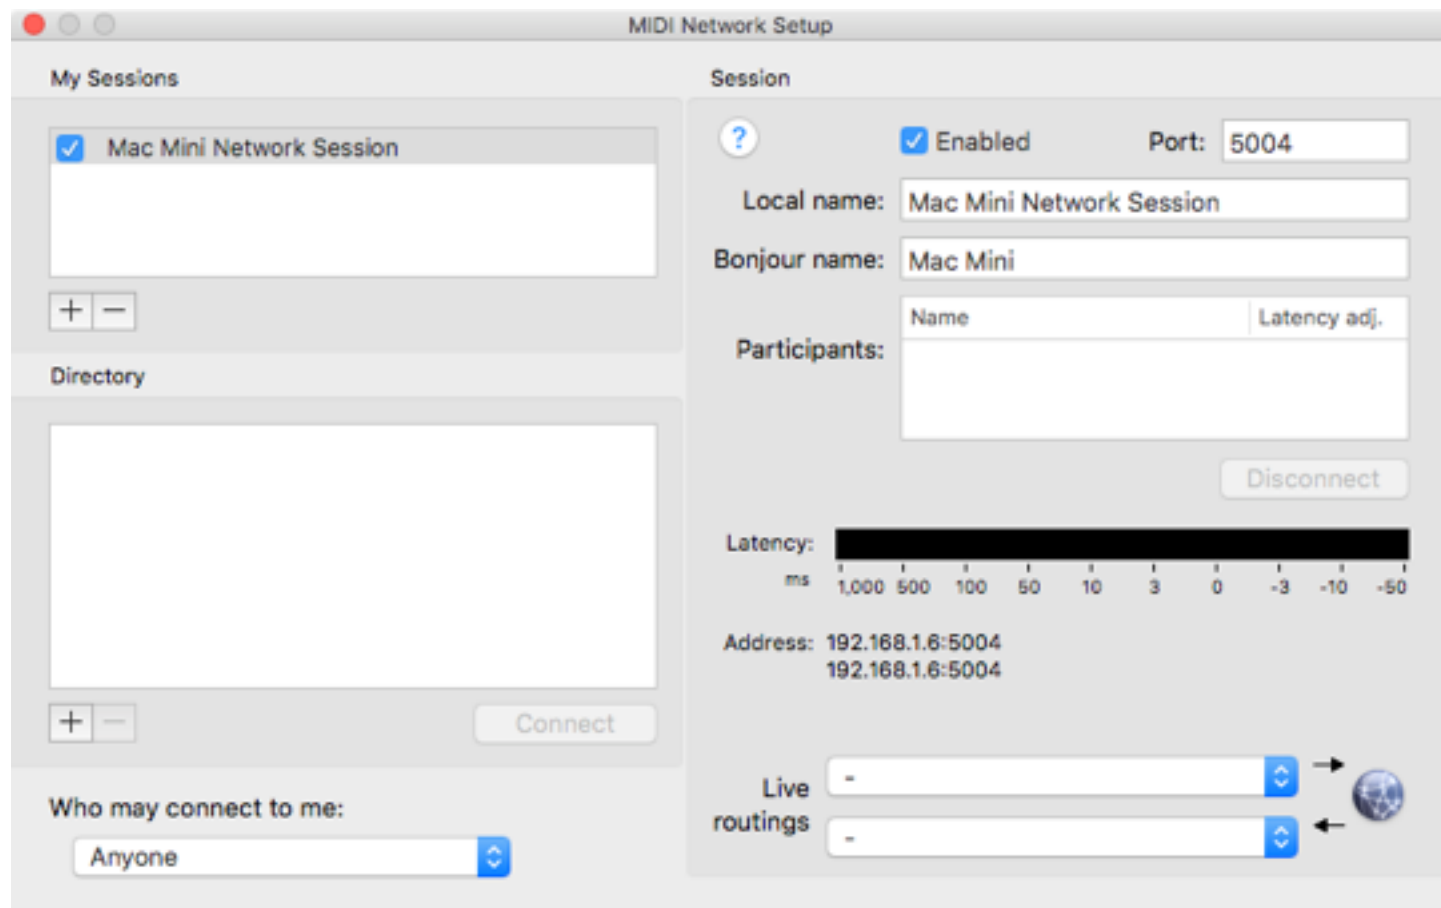 MIDI Network Setup
My Sessions
Mac Mini Network Session
Directory
Connect
Who may connect to me:
Anyone
Session
? Enabled Port: 5004
Local name: Mac Mini Network Session
Bonjour name: Mac Mini
Name Latency adj.
Participants:
Disconnect
Latency:
ms 1,000 500 100 50 10 3 0 -3 -10 -50
Address: 192.168.1.6:5004
192.168.1.6:5004
-
Live
routings
-